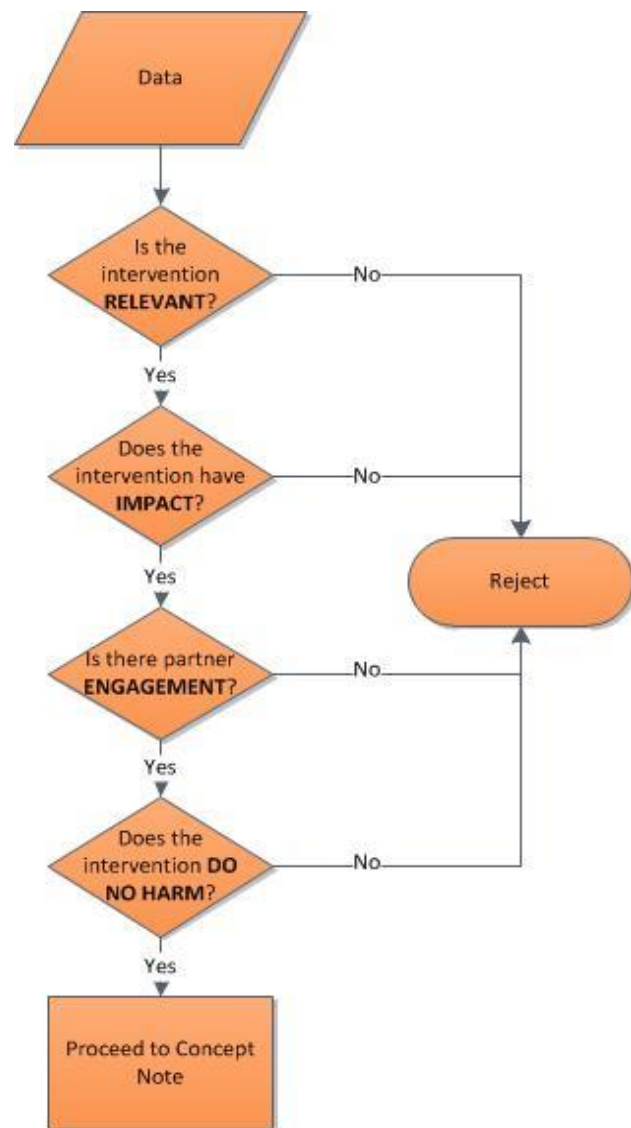 Data
Is the
intervention
RELEVANT?
No
Yes
Does the
intervention have
IMPACT?
No
Yes
Reject
Is there partner
ENGAGEMENT?
No
Yes
Does the
intervention DO
NO HARM?
No
Yes
Proceed to Concept
Note